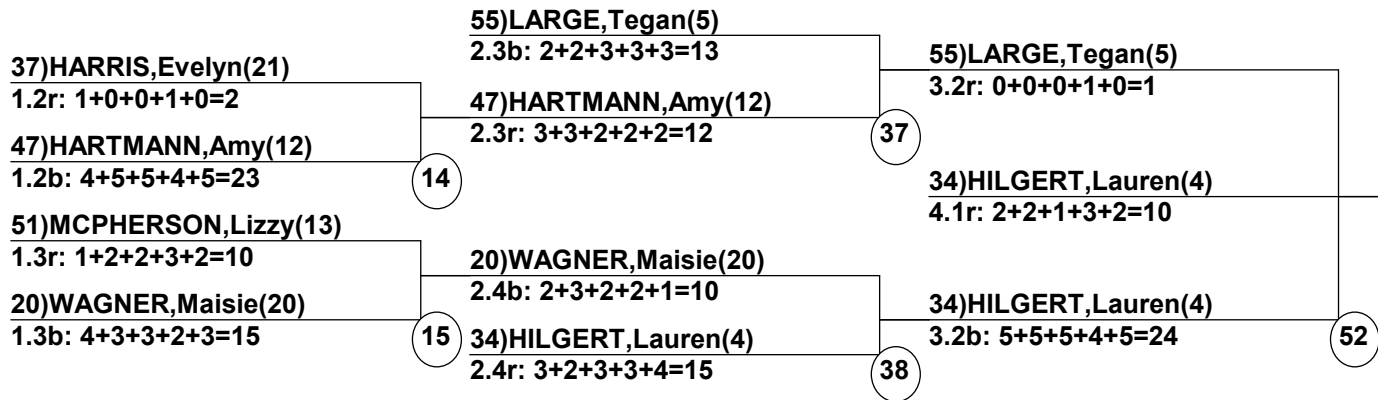 37)HARRIS,Evelyn(21)
1.2r: 1+0+0+1+0=2
47)HARTMANN,Amy(12)
1.2b: 4+5+5+4+5=23
14
51)MCPHERSON,Lizzy(13)
1.3r: 1+2+2+3+2=10
20)WAGNER,Maisie(20)
1.3b: 4+3+3+2+3=15
15
55)LARGE,Tegan(5)
2.3b: 2+2+3+3+3=13
47)HARTMANN,Amy(12)
2.3r: 3+3+2+2+2=12
37
20)WAGNER,Maisie(20)
2.4b: 2+3+2+2+1=10
34)HILGERT,Lauren(4)
2.4r: 3+2+3+3+4=15
38
55)LARGE,Tegan(5)
3.2r: 0+0+0+1+0=1
34)HILGERT,Lauren(4)
4.1r: 2+2+1+3+2=10
34)HILGERT,Lauren(4)
3.2b: 5+5+5+4+5=24
52